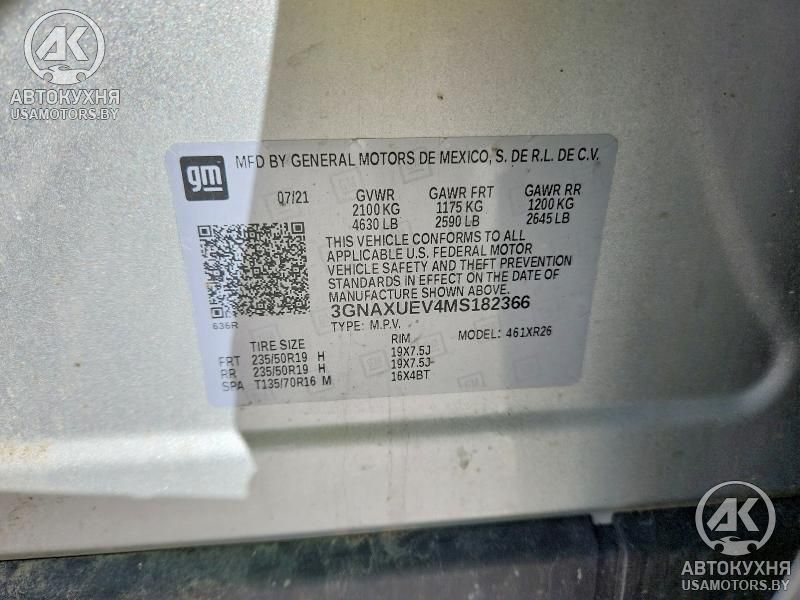 AK
АВТОКУХНЯ
USAMOTORS.BY
gm
MFD BY GENERAL MOTORS DE MEXICO, S. DE R.L. DE C.V.
07/21 GVWR GAWR FRT GAWR RR
2100 KG 1175 KG 1200 KG
4630 LB 2590 LB 2645 LB
THIS VEHICLE CONFORMS TO ALL
APPLICABLE U.S. FEDERAL MOTOR
VEHICLE SAFETY AND THEFT PREVENTION
STANDARDS IN EFFECT ON THE DATE OF
MANUFACTURE SHOWN ABOVE.
636R
3GNAXUEV4MS182366
TYPE: M.P.V. MODEL: 461XR26
TIRE SIZE RIM
FRT 235/50R19 H 19X7.5J
RR 235/50R19 H 19X7.5J
SPA T135/70R16 M 16X4BT
AK
АВТОКУХНЯ
USAMOTORS.BY